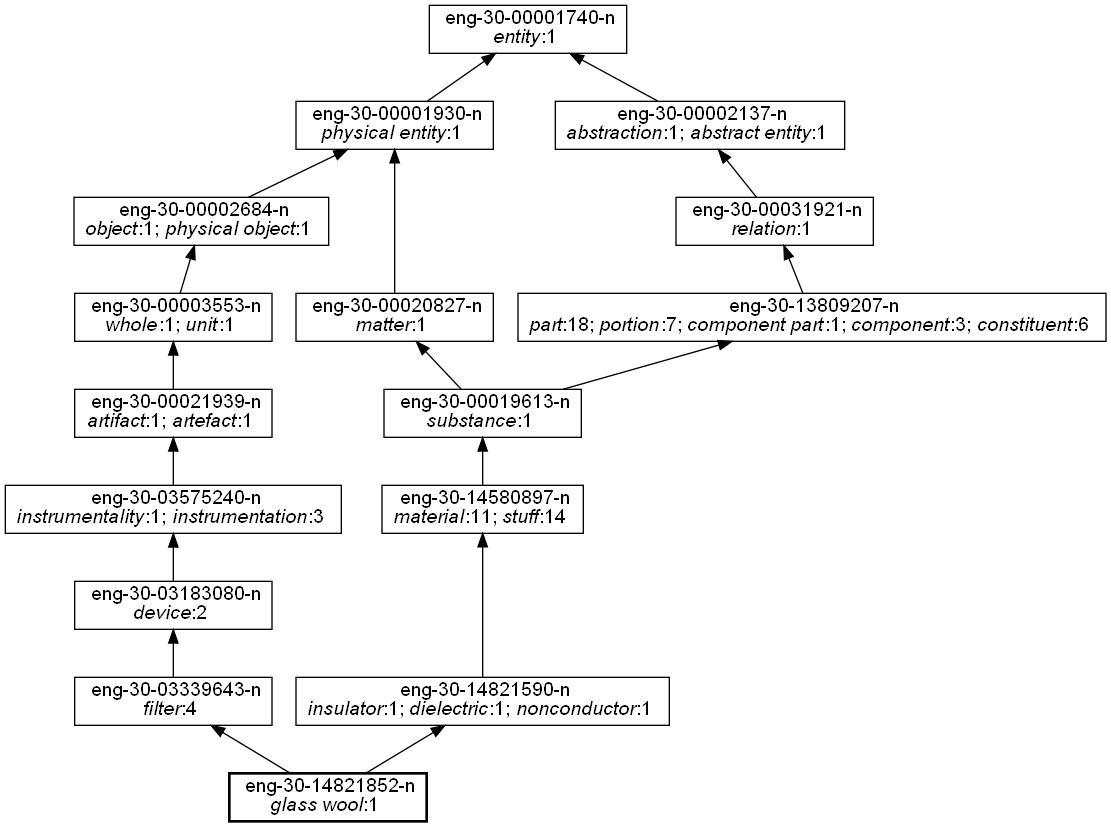 eng-30-00001740-n
entity:1
eng-30-00001930-n
physical entity:1
eng-30-00002137-n
abstraction:1; abstract entity:1
eng-30-00002684-n
object:1; physical object:1
eng-30-00031921-n
relation:1
eng-30-00003553-n
whole:1; unit:1
eng-30-00020827-n
matter:1
eng-30-13809207-n
part:18; portion:7; component part:1; component:3; constituent:6
eng-30-00021939-n
artifact:1; artefact:1
eng-30-00019613-n
substance:1
eng-30-03575240-n
instrumentality:1; instrumentation:3
eng-30-14580897-n
material:11; stuff:14
eng-30-03183080-n
device:2
eng-30-03339643-n
filter:4
eng-30-14821590-n
insulator:1; dielectric:1; nonconductor:1
eng-30-14821852-n
glass wool:1